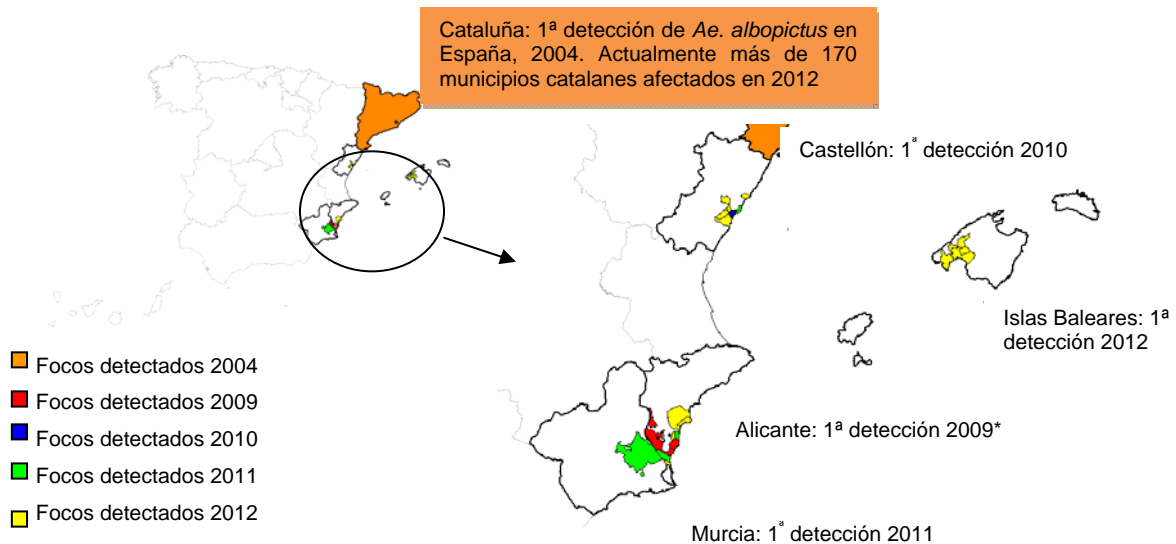 Cataluña: 1ª detección de Ae. albopictus en
España, 2004. Actualmente más de 170
municipios catalanes afectados en 2012
Castellón: 1ª detección 2010
Islas Baleares: 1ª
detección 2012
Alicante: 1ª detección 2009*
Murcia: 1ª detección 2011
Focos detectados 2004
Focos detectados 2009
Focos detectados 2010
Focos detectados 2011
Focos detectados 2012